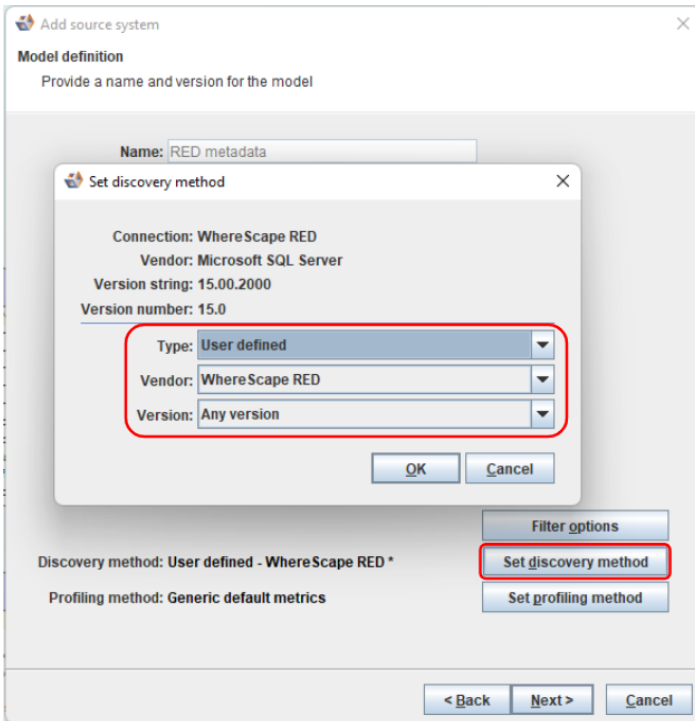 Add source system
Model definition
Provide a name and version for the model
Name: RED metadata
Set discovery method
Connection: WhereScape RED
Vendor: Microsoft SQL Server
Version string: 15.00.2000
Version number: 15.0
Type: User defined
Vendor: WhereScape RED
Version: Any version
OK Cancel
Filter options
Discovery method: User defined - WhereScape RED * Set discovery method
Profiling method: Generic default metrics Set profiling method
< Back Next > Cancel